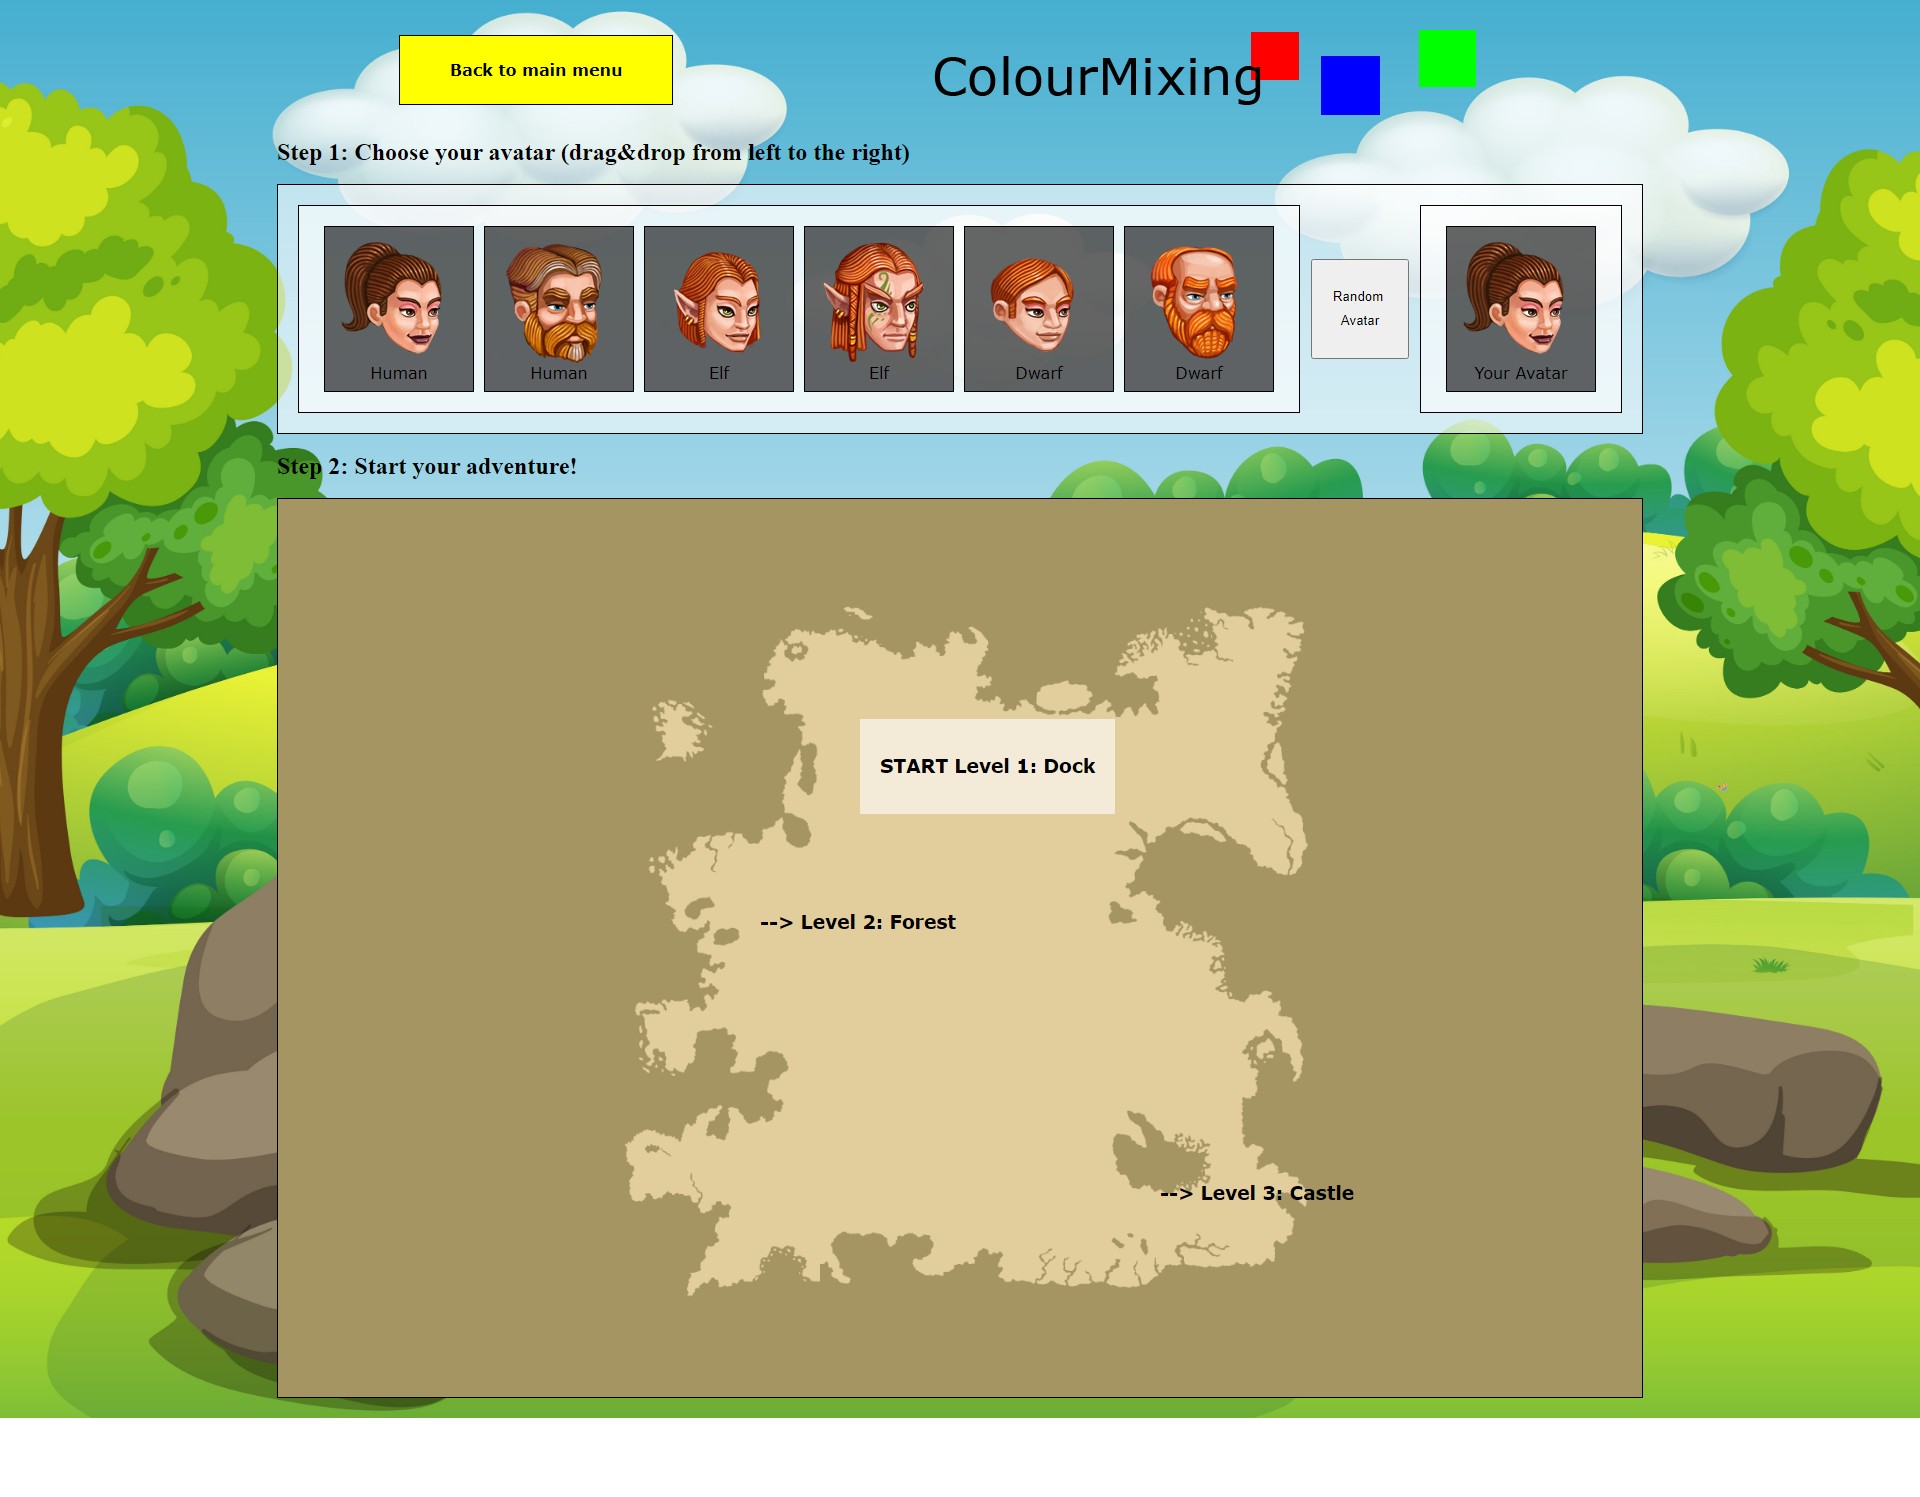 Back to main menu
ColourMixing
Step 1: Choose your avatar (drag&drop from left to the right)
Human
Human
Elf
Elf
Dwarf
Dwarf
Random
Avatar
Your Avatar
Step 2: Start your adventure!
START Level 1: Dock
--> Level 2: Forest
--> Level 3: Castle